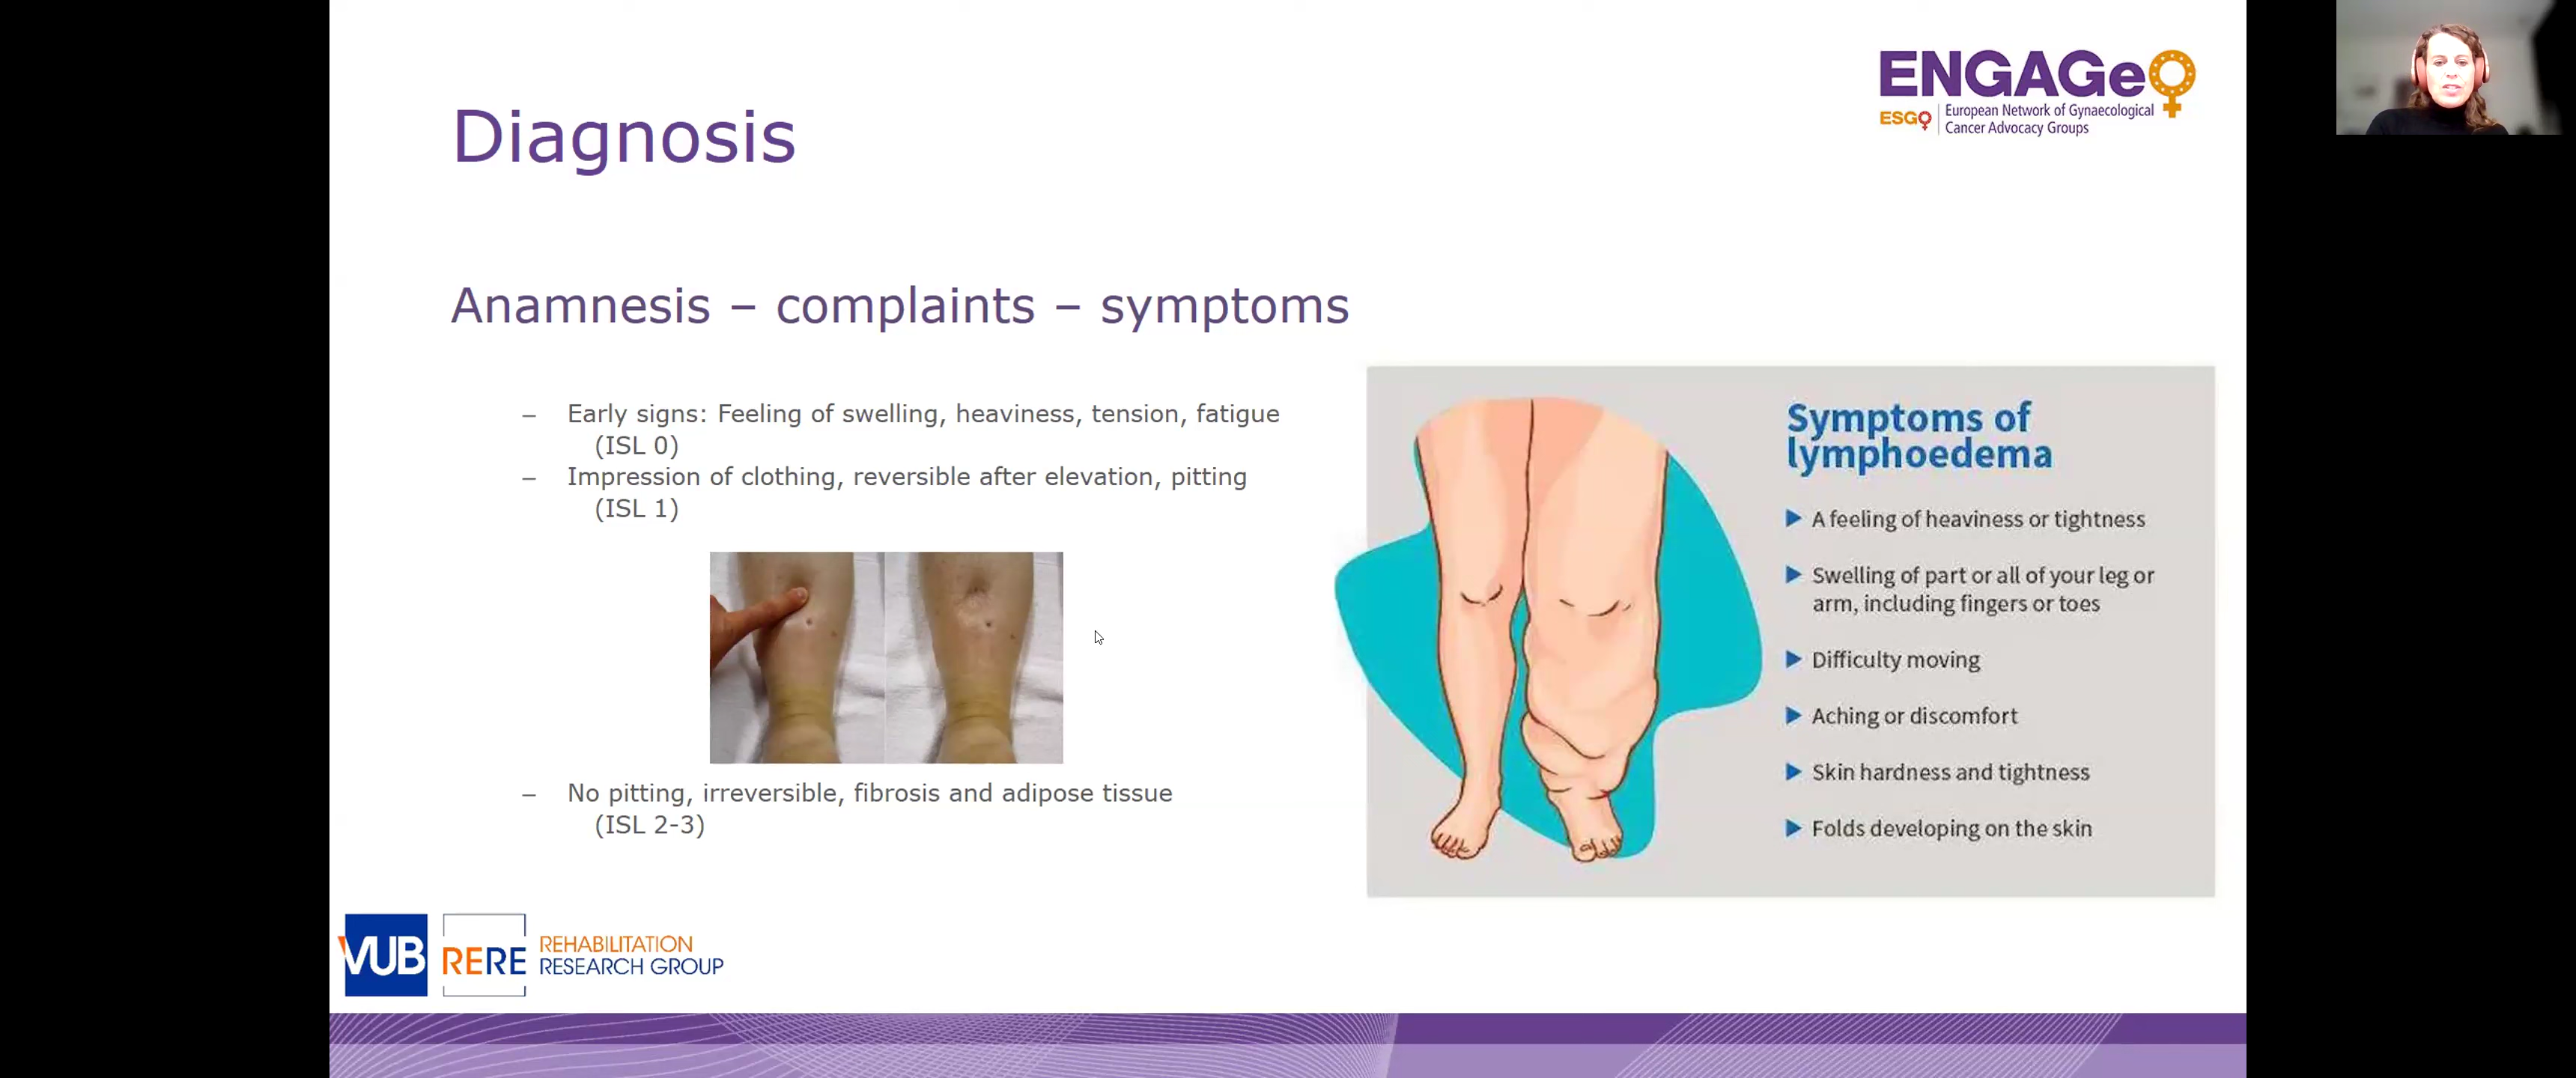 Diagnosis
ENGAGe
ESGO
European Network of Gynaecological
Cancer Advocacy Groups
Anamnesis – complaints – symptoms
– Early signs: Feeling of swelling, heaviness, tension, fatigue
(ISL 0)
– Impression of clothing, reversible after elevation, pitting
(ISL 1)
– No pitting, irreversible, fibrosis and adipose tissue
(ISL 2-3)
Symptoms of
lymphoedema
A feeling of heaviness or tightness
Swelling of part or all of your leg or
arm, including fingers or toes
Difficulty moving
Aching or discomfort
Skin hardness and tightness
Folds developing on the skin
VUB
RERE
REHABILITATION
RESEARCH GROUP